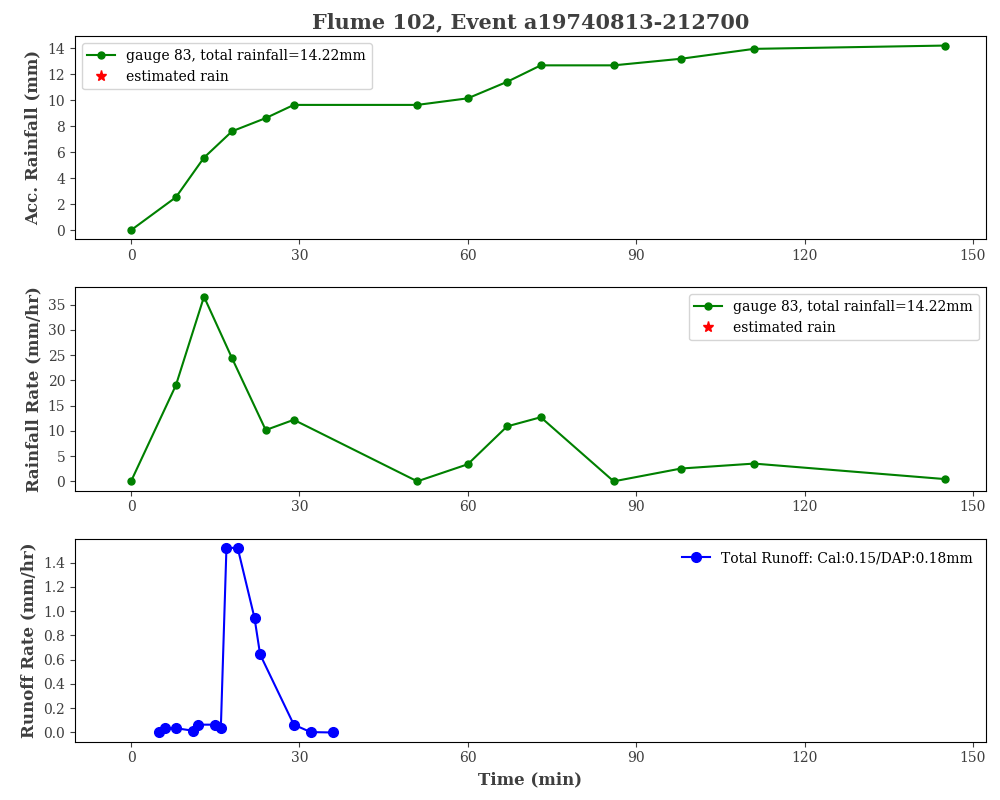 Flume 102, Event a19740813-212700
Acc. Rainfall (mm)
14
12
10
8
6
4
2
0
gauge 83, total rainfall=14.22mm
estimated rain
0 30 60 90 120 150
Rainfall Rate (mm/hr)
35
30
25
20
15
10
5
0
gauge 83, total rainfall=14.22mm
estimated rain
0 30 60 90 120 150
Runoff Rate (mm/hr)
1.4
1.2
1.0
0.8
0.6
0.4
0.2
0.0
Total Runoff: Cal:0.15/DAP:0.18mm
0 30 60 90 120 150
Time (min)